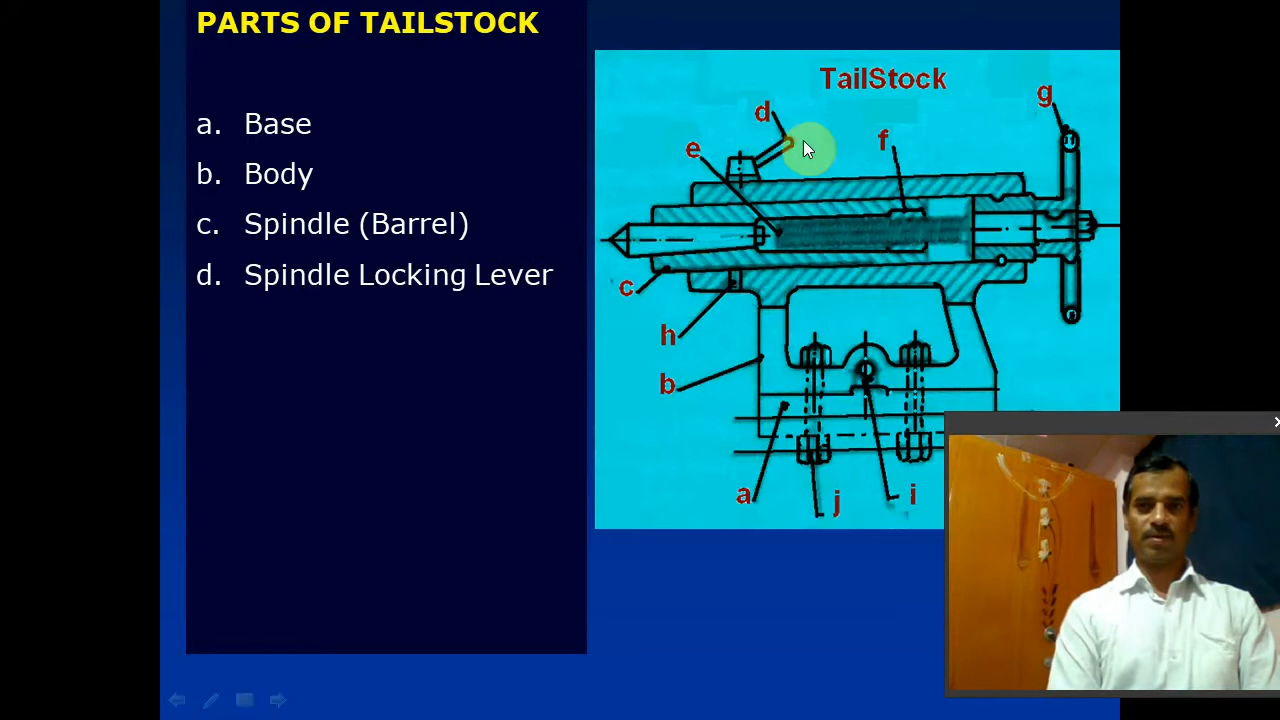 PARTS OF TAILSTOCK
a. Base
b. Body
c. Spindle (Barrel)
d. Spindle Locking Lever
TailStock
g
d
f
e
c
h
b
a
j
i